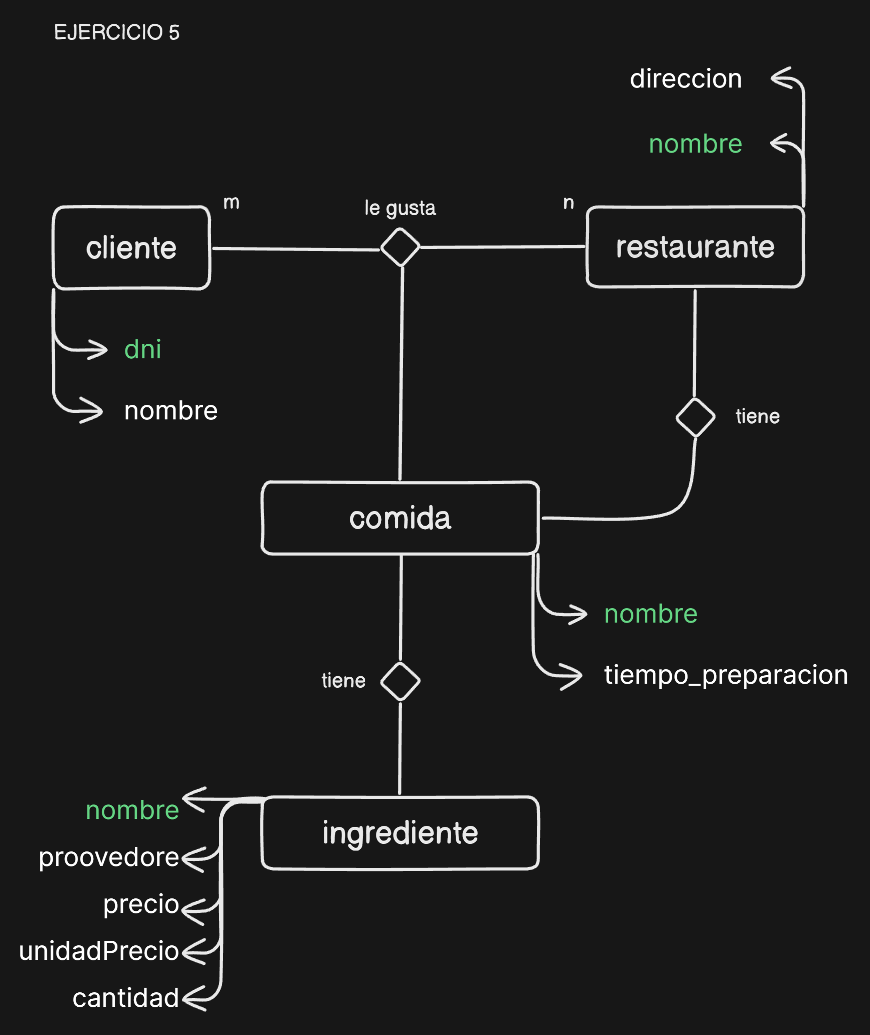 EJERCICIO 5
direccion
nombre
m
le gusta
n
cliente
restaurante
dni
nombre
tiene
comida
nombre
tiempo_preparacion
tiene
nombre
ingrediente
proovedore
precio
unidadPrecio
cantidad